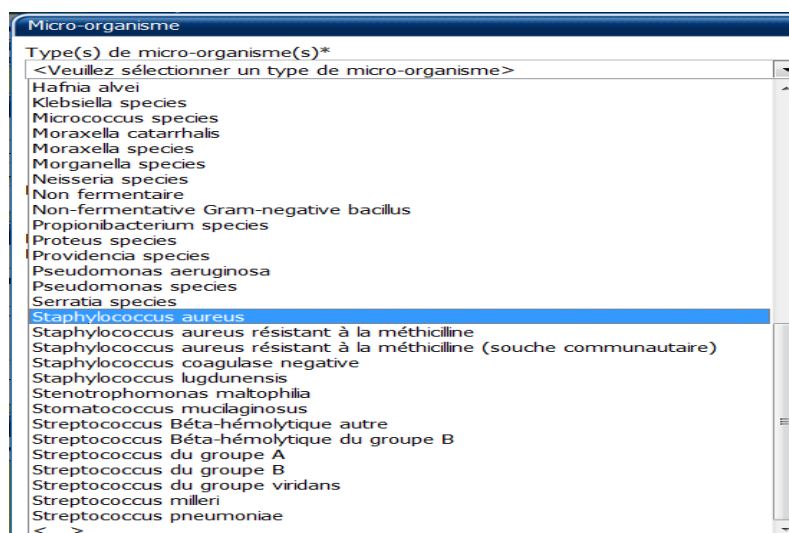 Micro-organisme
Type(s) de micro-organisme(s)*
<Veuillez sélectionner un type de micro-organisme>
Hafnia alvei
Klebsiella species
Micrococcus species
Moraxella catarrhalis
Moraxella species
Morganella species
Neisseria species
Non fermentaire
Non-fermentative Gram-negative bacillus
Propionibacterium species
Proteus species
Providencia species
Pseudomonas aeruginosa
Pseudomonas species
Serratia species
Staphylococcus aureus
Staphylococcus aureus résistant à la méthicilline
Staphylococcus aureus résistant à la méthicilline (souche communautaire)
Staphylococcus coagulase negative
Staphylococcus lugdunensis
Stenotrophomonas maltophilia
Stomatococcus mucilaginosus
Streptococcus Béta-hémolytique autre
Streptococcus Béta-hémolytique du groupe B
Streptococcus du groupe A
Streptococcus du groupe B
Streptococcus du groupe viridans
Streptococcus milleri
Streptococcus pneumoniae